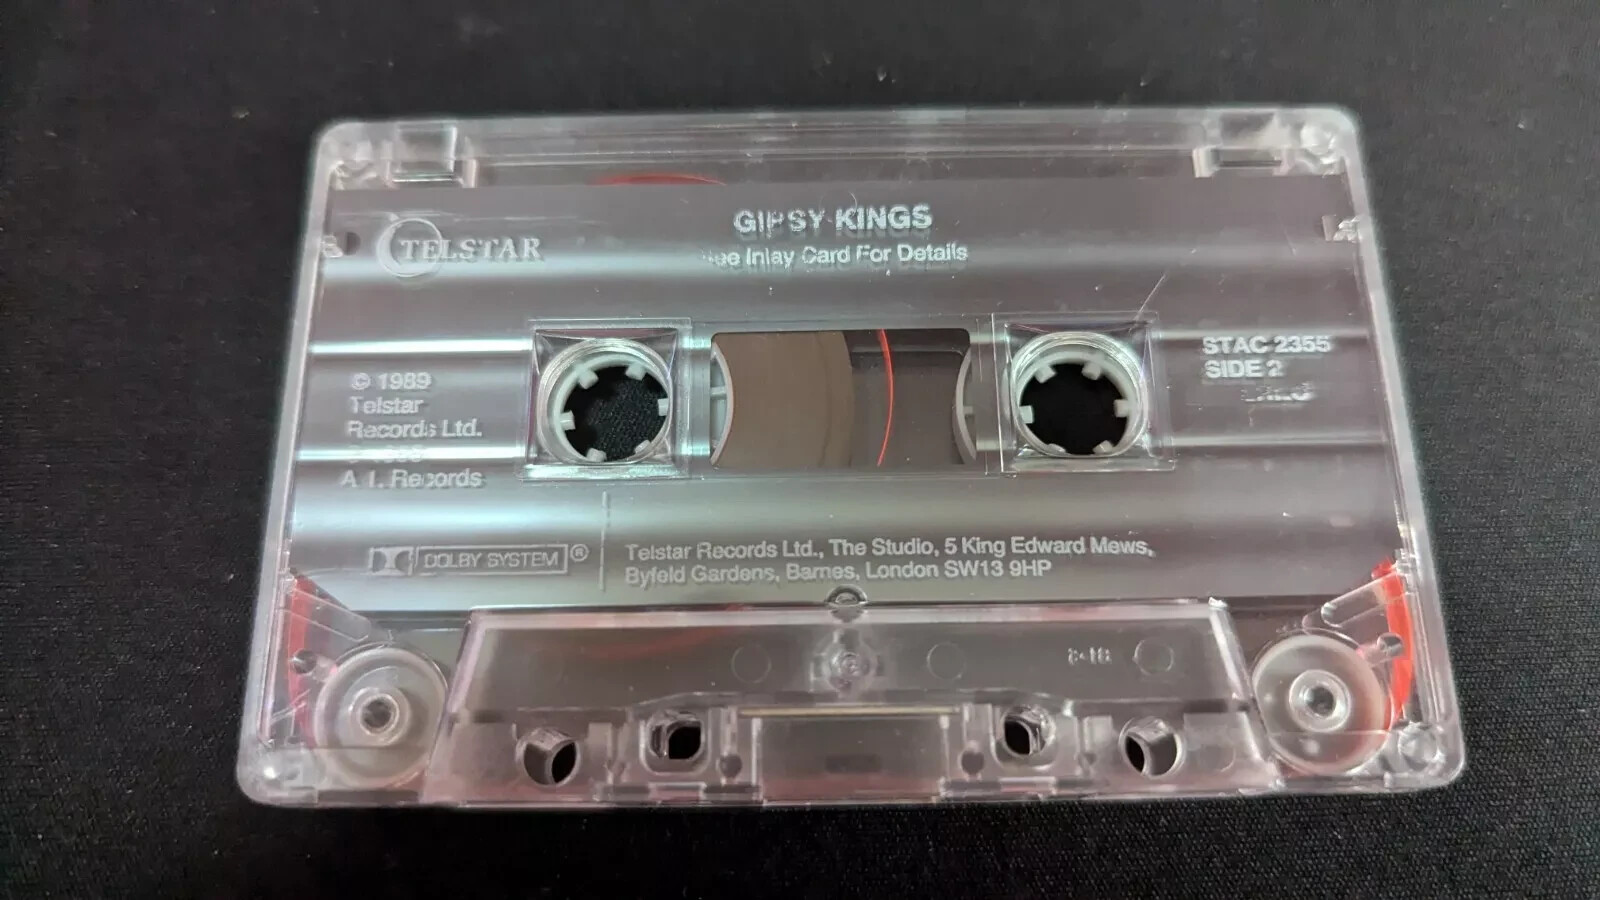 TELSTAR
GIPSY KINGS
See Inlay Card For Details
© 1989
Telstar
Records Ltd.
Records
STAC 2355
SIDE 2
DOLBY SYSTEM®
Telstar Records Ltd., The Studio, 5 King Edward Mews,
Byfeld Gardens, Barnes, London SW13 9HP